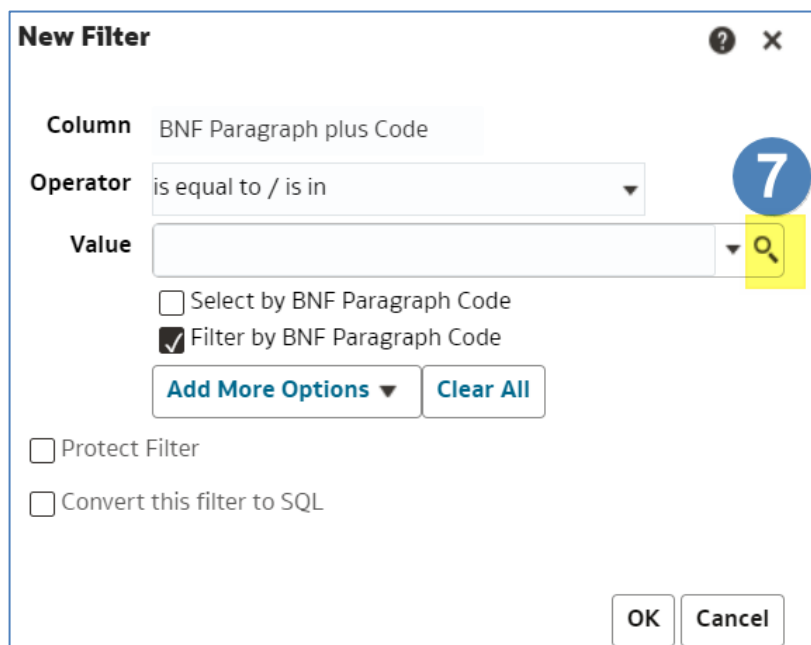 New Filter
Column BNF Paragraph plus Code
7
Operator is equal to / is in
Value
Select by BNF Paragraph Code
Filter by BNF Paragraph Code
Add More Options Clear All
Protect Filter
Convert this filter to SQL
OK Cancel